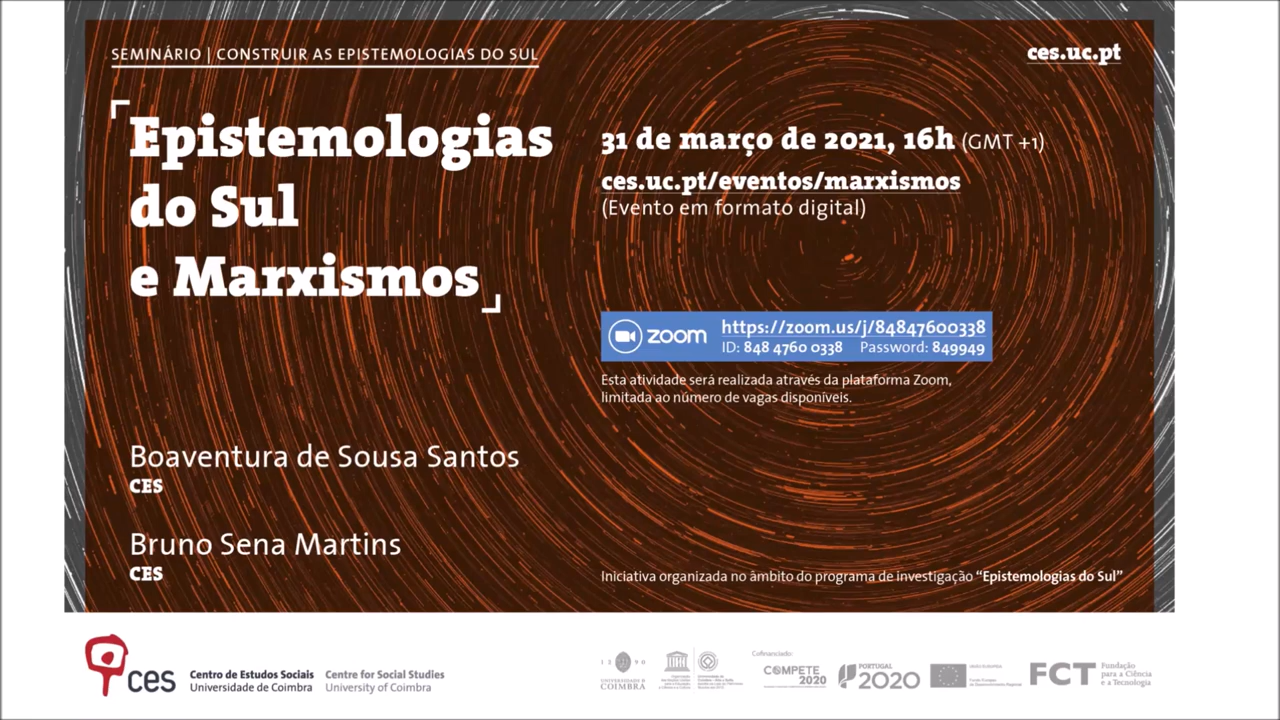 SEMINÁRIO | CONSTRUIR AS EPISTEMOLOGIAS DO SUL
ces.uc.pt
Epistemologias
do Sul
e Marxismos
31 de março de 2021, 16h (GMT +1)
ces.uc.pt/eventos/marxismos
(Evento em formato digital)
zoom
https://zoom.us/j/84847600338
ID: 848 4760 0338 Password: 849949
Esta atividade será realizada através da plataforma Zoom,
limitada ao número de vagas disponíveis.
Boaventura de Sousa Santos
CES
Bruno Sena Martins
CES
Iniciativa organizada no âmbito do programa de investigação “Epistemologias do Sul”
ces
Centro de Estudos Sociais
Universidade de Coimbra
Centre for Social Studies
University of Coimbra
1 2 9 0
UNIVERSIDADE D
COIMBRA
Cofinanciado:
COMPETE
2020
PORTUGAL
2020
FCT
Fundação
para a Ciência
e a Tecnologia